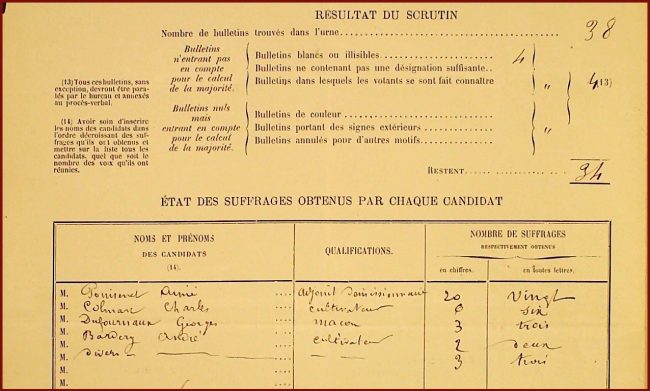 RÉSULTAT DU SCRUTIN
Nombre de bulletins trouvés dans l'urne 38
Bulletins n'entrant pas en compte pour le calcul de la majorité.
Bulletins blancs ou illisibles 4
Bulletins ne contenant pas une désignation suffisante.
Bulletins dans lesquels les votants se sont fait connaître "
4 (13)
Bulletins nuls mais entrant en compte pour le calcul de la majorité.
Bulletins de couleur
Bulletins portant des signes extérieurs
Bulletins annulés pour d'autres motifs.
" "
RESTENT 34
(13) Tous ces bulletins, sans
exception, devront être para-
fés par le bureau et annexés
au procès-verbal.
(14) Avoir soin d'inscrire
les noms des candidats dans
l'ordre décroissant des suf-
frages qu'ils ont obtenus et
mettre sur la liste tous les
candidats, quel que soit le
nombre des voix qu'ils ont
réunies.
ÉTAT DES SUFFRAGES OBTENUS PAR CHAQUE CANDIDAT
NOMS ET PRÉNOMS
DES CANDIDATS
(14).
QUALIFICATIONS.
NOMBRE DE SUFFRAGES
RESPECTIVEMENT OBTENUS
en chiffres.
en toutes lettres.
M. Aimé adjoint démissionnaire 20 vingt
M. Colman Charles cultivateur 6 six
M. Dufournaux Georges maçon 3 trois
M. Bardery André cultivateur 2 deux
M. divers 3 trois
M.
M.